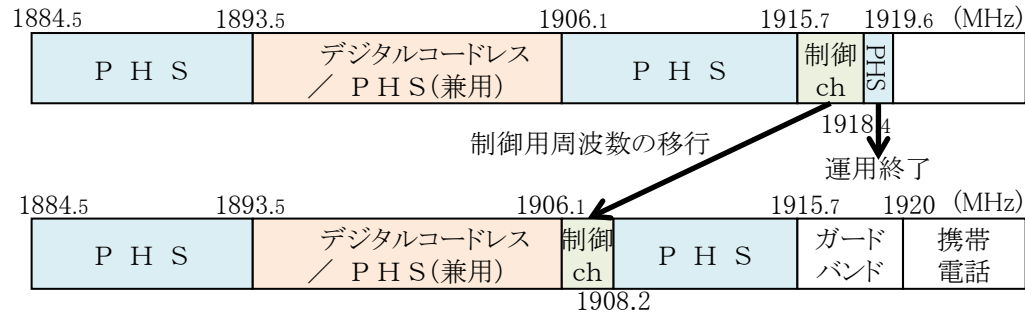 1884.5 1893.5 1906.1 1915.7 1919.6 (MHz)
PHS
デジタルコードレス
／PHS(兼用)
PHS
制御
ch
PHS
1918.4
制御用周波数の移行
運用終了
1884.5 1893.5 1906.1 1915.7 1920 (MHz)
PHS
デジタルコードレス
／PHS(兼用)
制御
ch
PHS
ガード
バンド
携帯
電話
1908.2